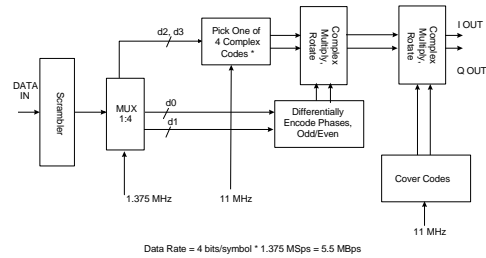 d2, d3
Pick One of
4 Complex
Codes *
Complex
Multiply,
Rotate
Complex
Multiply,
Rotate
I OUT
Q OUT
DATA
IN
Scrambler
MUX
1:4
d0
d1
Differentially
Encode Phases,
Odd/Even
Cover Codes
1.375 MHz
11 MHz
11 MHz
Data Rate = 4 bits/symbol * 1.375 MSps = 5.5 MBps